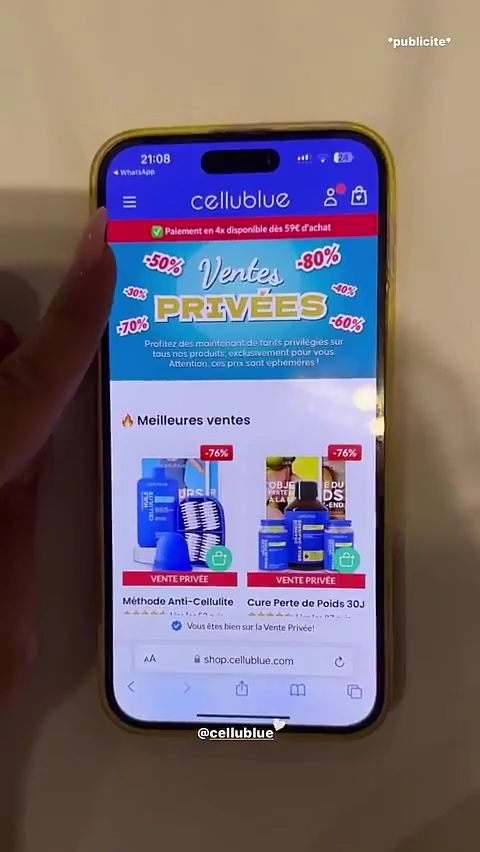 *publicite*
21:08
24
WhatsApp
cellublue
✅ Paiement en 4x disponible dès 59€ d'achat
-50%
-80%
Ventes
-30%
-40%
PRIVÉES
-70%
-60%
Profitez dès maintenant de tarifs privilégiés sur
tous nos produits, exclusivement pour vous.
Attention, ces prix sont éphémères !
🔥 Meilleures ventes
-76%
-76%
VENTE PRIVÉE
VENTE PRIVÉE
Méthode Anti-Cellulite
Cure Perte de Poids 30J
Vous êtes bien sur la Vente Privée!
AA
shop.cellublue.com
@cellublue